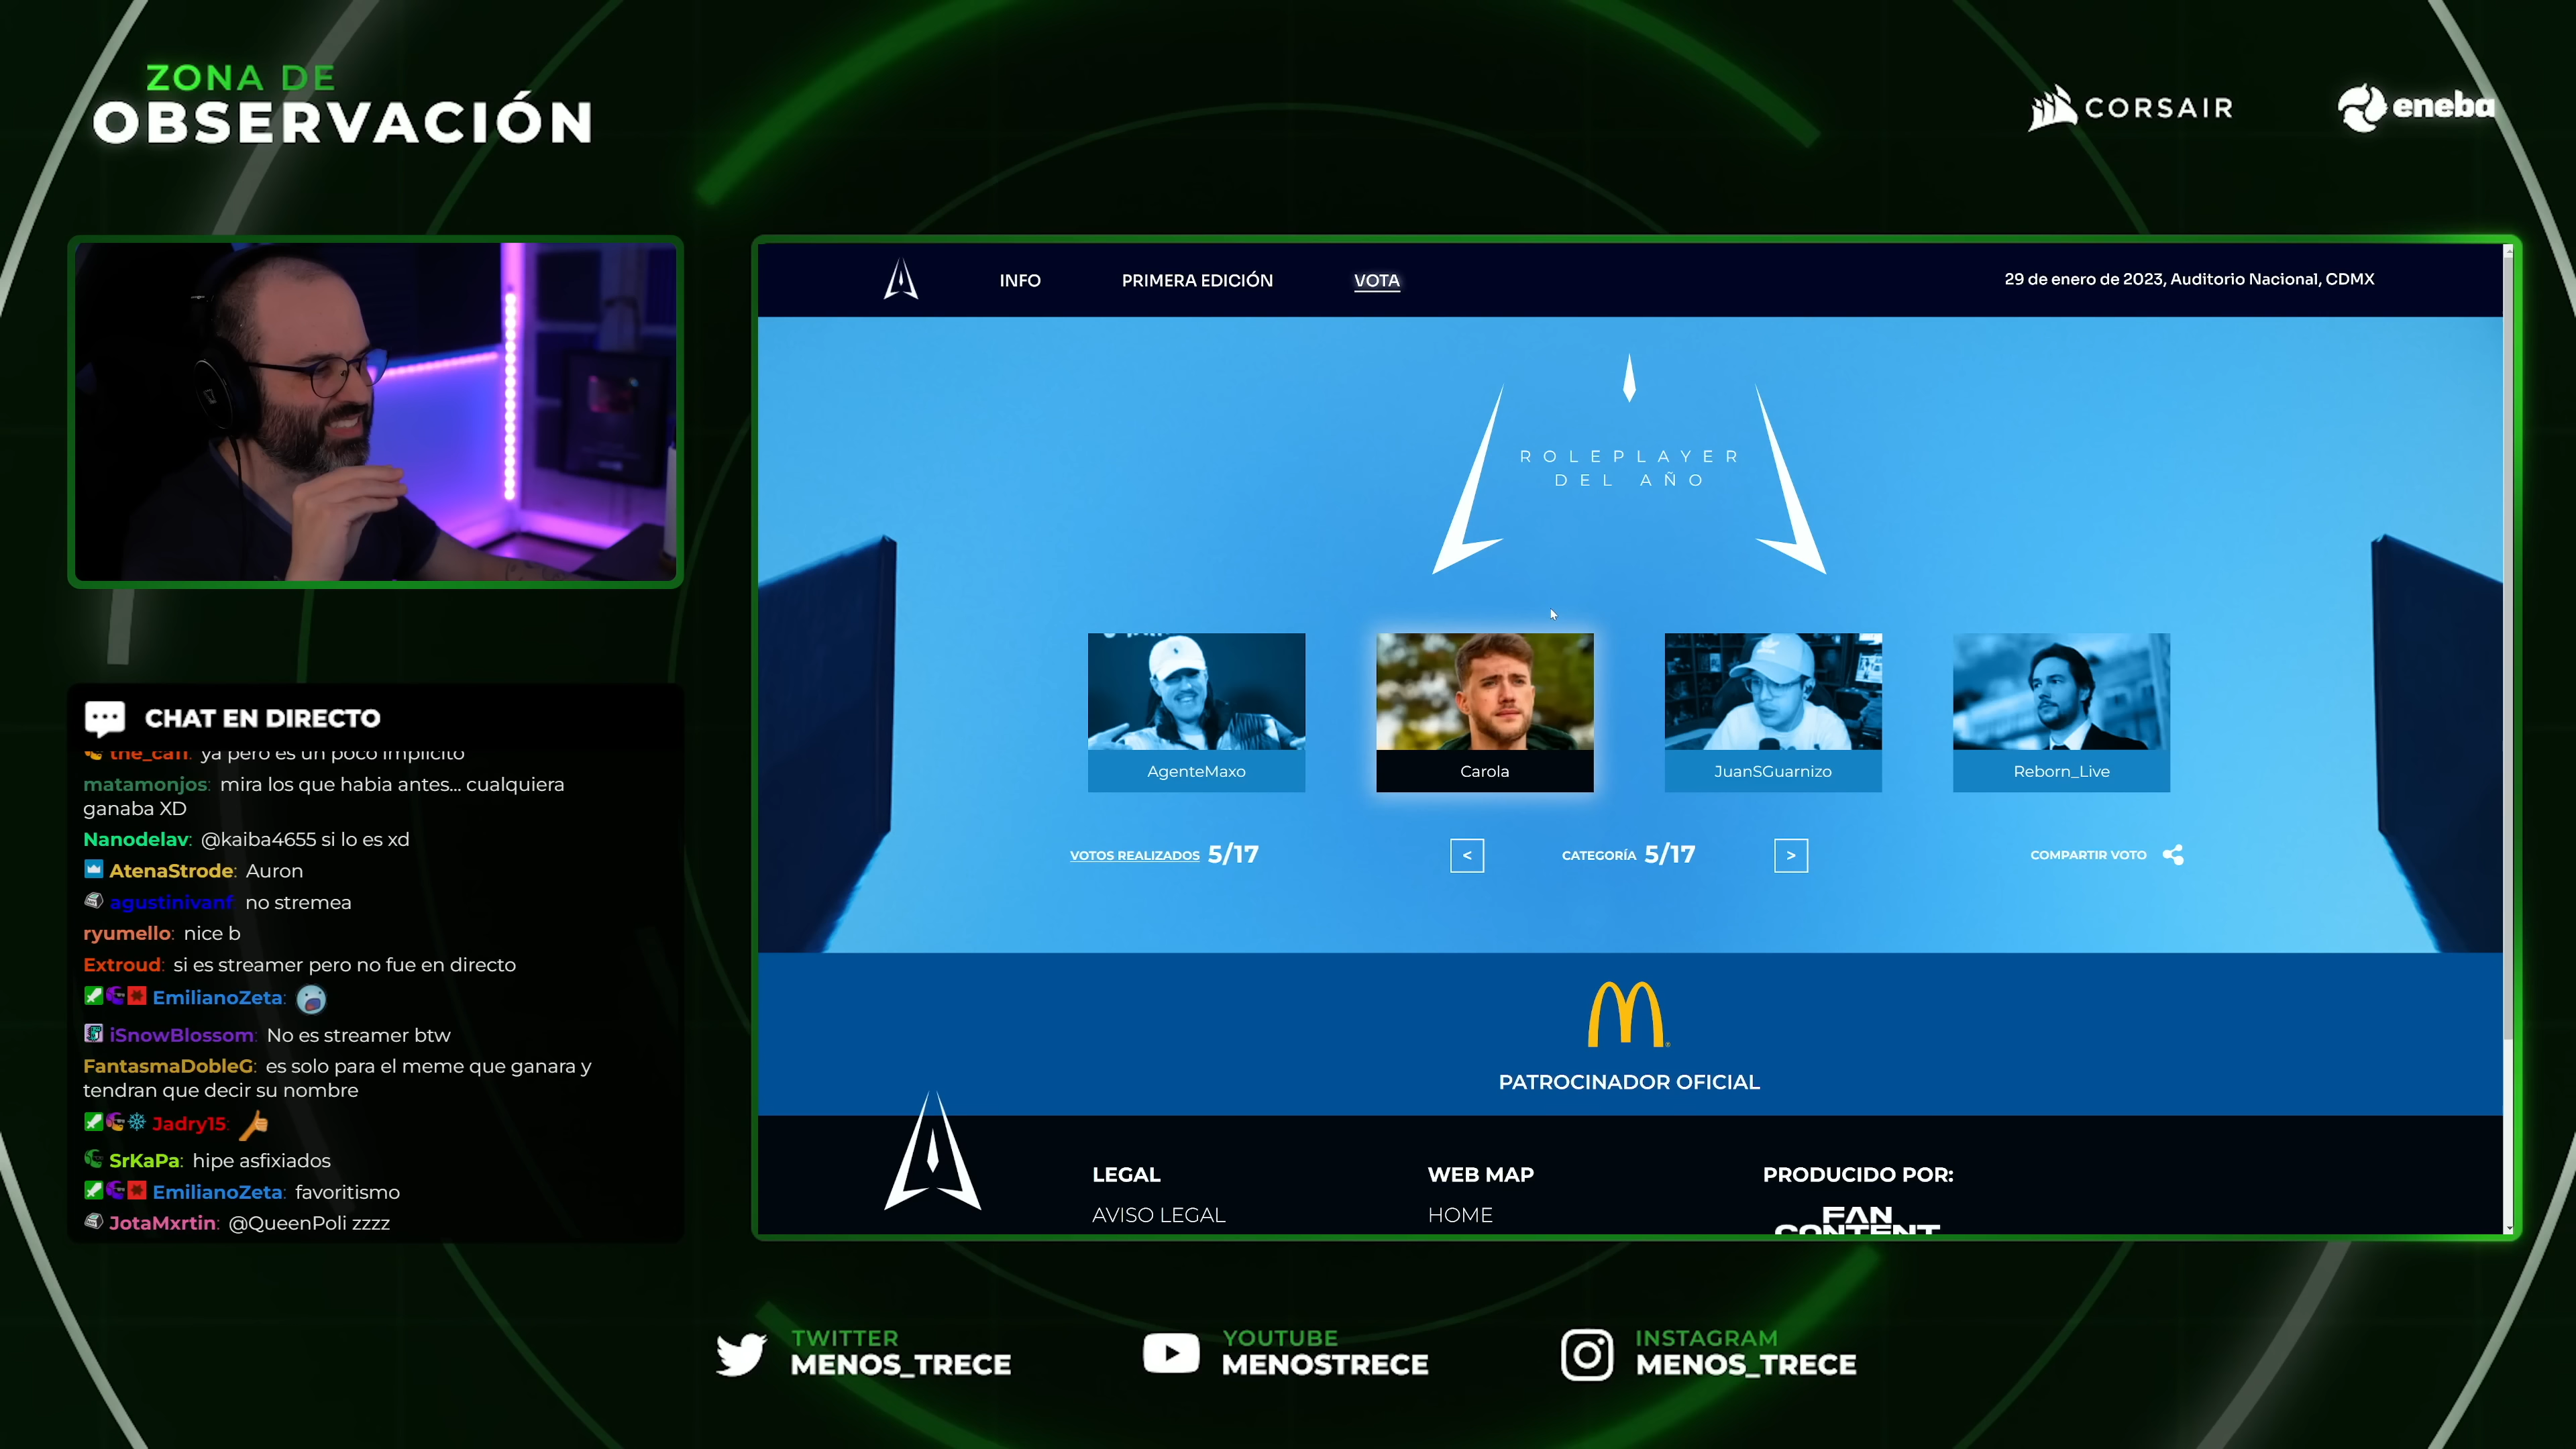 ZONA DE
OBSERVACIÓN
CORSAIR
eneba
INFO
PRIMERA EDICIÓN
VOTA
29 de enero de 2023, Auditorio Nacional, CDMX
ROLEPLAYER
DEL AÑO
AgenteMaxo
Carola
JuanSGuarnizo
Reborn_Live
VOTOS REALIZADOS 5/17
<
CATEGORÍA 5/17
>
COMPARTIR VOTO
PATROCINADOR OFICIAL
LEGAL
AVISO LEGAL
WEB MAP
HOME
PRODUCIDO POR:
FAN
CONTENT
CHAT EN DIRECTO
ya pero es un poco implicito
matamonjos: mira los que habia antes... cualquiera
ganaba XD
Nanodelav: @kaiba4655 si lo es xd
AtenaStrode: Auron
agustinivanf: no stremea
ryumello: nice b
Extroud: si es streamer pero no fue en directo
EmilianoZeta:
iSnowBlossom: No es streamer btw
FantasmaDobleG: es solo para el meme que ganara y
tendran que decir su nombre
Jadry15:
SrKaPa: hipe asfixiados
EmilianoZeta: favoritismo
JotaMxrtin: @QueenPoli zzzz
TWITTER
MENOS_TRECE
YOUTUBE
MENOSTRECE
INSTAGRAM
MENOS_TRECE